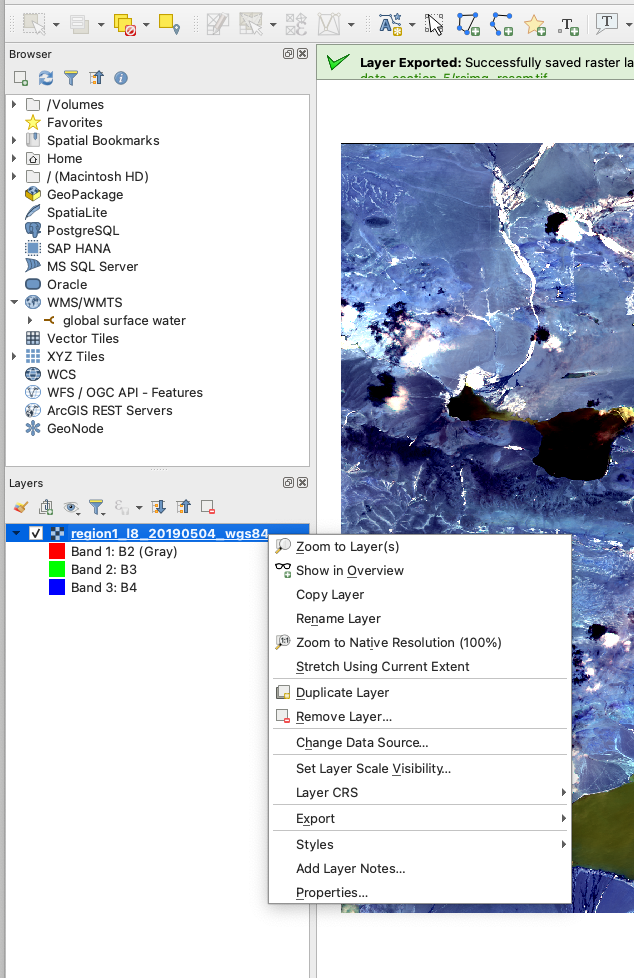 Browser
Layer Exported: Successfully saved raster la
/Volumes
Favorites
Spatial Bookmarks
Home
/ (Macintosh HD)
GeoPackage
SpatiaLite
PostgreSQL
SAP HANA
MS SQL Server
Oracle
WMS/WMTS
global surface water
Vector Tiles
XYZ Tiles
WCS
WFS / OGC API - Features
ArcGIS REST Servers
GeoNode
Layers
region1_l8_20190504_wgs84
Band 1: B2 (Gray)
Band 2: B3
Band 3: B4
Zoom to Layer(s)
Show in Overview
Copy Layer
Rename Layer
Zoom to Native Resolution (100%)
Stretch Using Current Extent
Duplicate Layer
Remove Layer...
Change Data Source...
Set Layer Scale Visibility...
Layer CRS
Export
Styles
Add Layer Notes...
Properties...